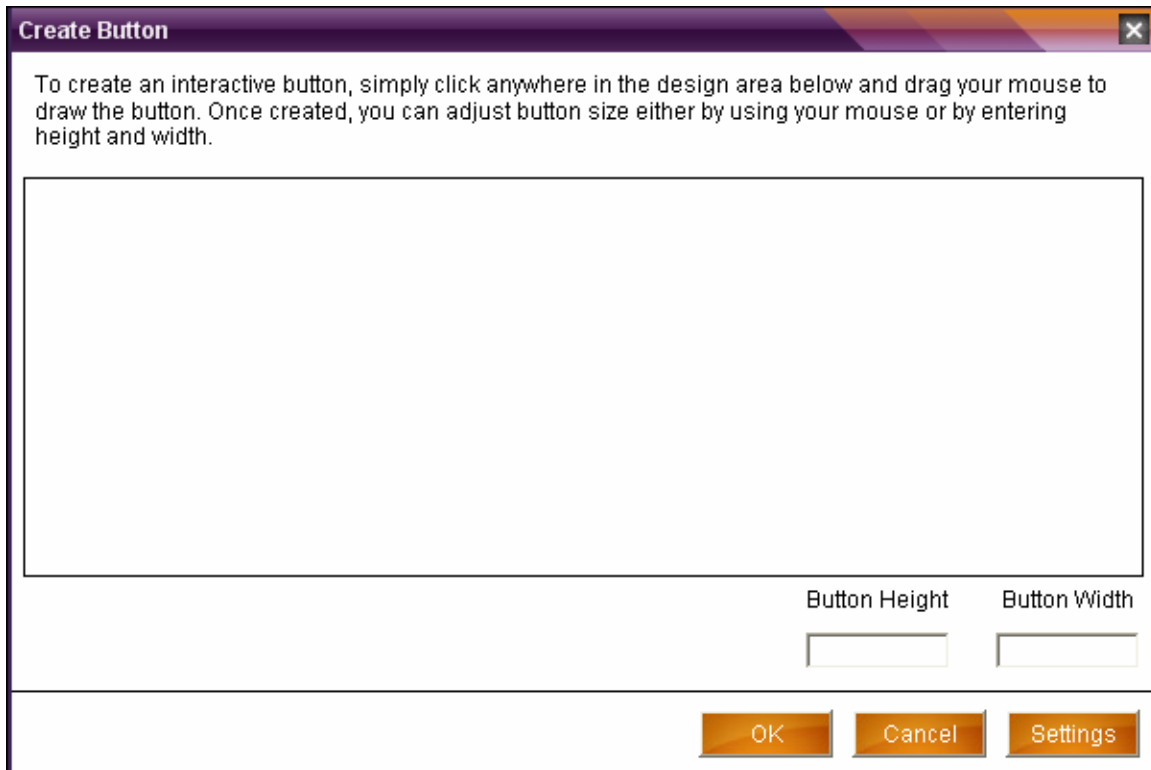 Create Button
To create an interactive button, simply click anywhere in the design area below and drag your mouse to
draw the button. Once created, you can adjust button size either by using your mouse or by entering
height and width.
Button Height Button Width
OK Cancel Settings